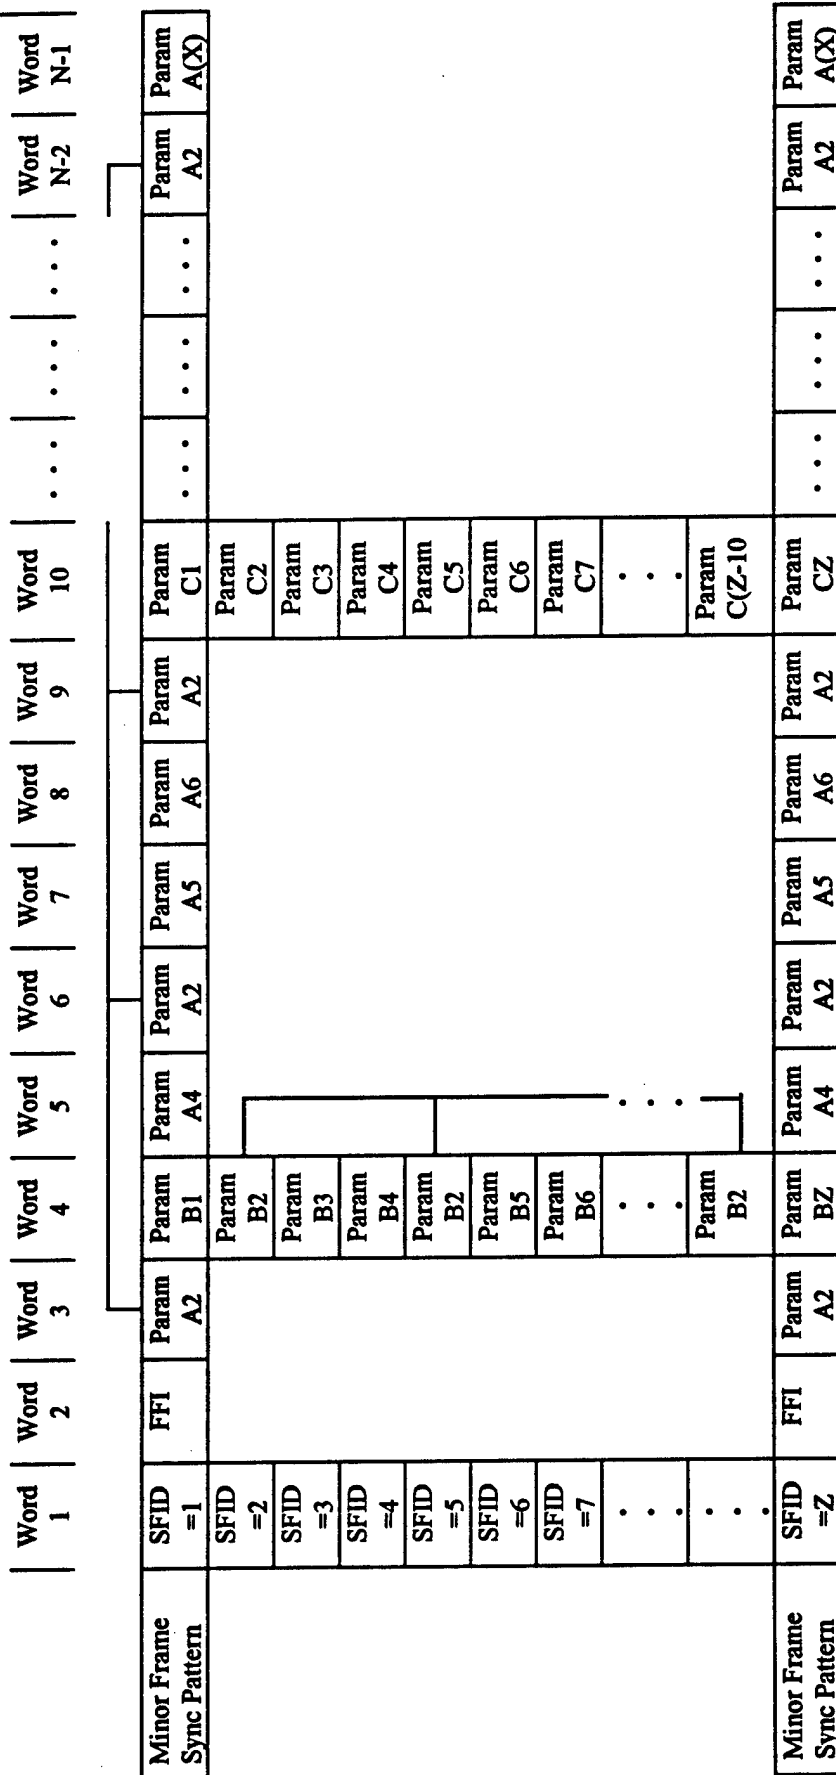 Word 1 Word 2 Word 3 Word 4 Word 5 Word 6 Word 7 Word 8 Word 9 Word 10 . . . . . . . . . Word N-2 Word N-1
Minor Frame Sync Pattern SFID =1 FFI Param A2 Param B1 Param A4 Param A2 Param A5 Param A6 Param A2 Param C1 . . . . . . . . . Param A2 Param A(X)
SFID =2 Param B2 Param C2
SFID =3 Param B3 Param C3
SFID =4 Param B4 Param C4
SFID =5 Param B2 Param C5
SFID =6 Param B5 Param C6
SFID =7 Param B6 Param C7
. . . . . . . . . . . .
. . . Param B2 Param C(Z-10
Minor Frame Sync Pattern SFID =Z FFI Param A2 Param BZ Param A4 Param A2 Param A5 Param A6 Param A2 Param CZ . . . . . . . . . Param A2 Param A(X)